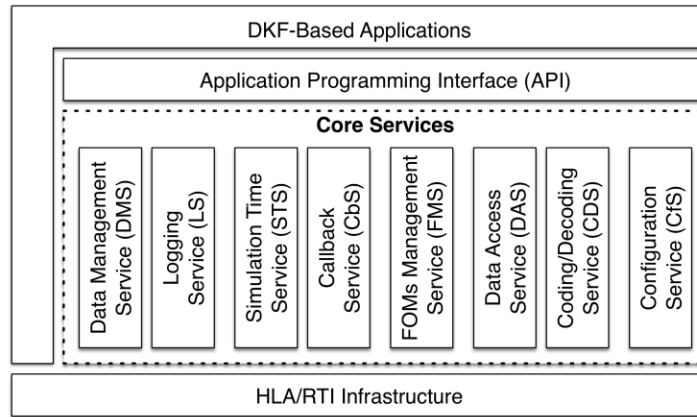 DKF-Based Applications
Application Programming Interface (API)
Core Services
Data Management
Service (DMS)
Logging
Service (LS)
Simulation Time
Service (STS)
Callback
Service (CbS)
FOMs Management
Service (FMS)
Data Access
Service (DAS)
Coding/Decoding
Service (CDS)
Configuration
Service (CfS)
HLA/RTI Infrastructure